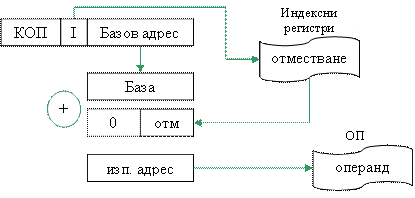 Индексни
регистри
КОП I Базов адрес
отместване
База
+
0 отм
ОП
изп. адрес
операнд